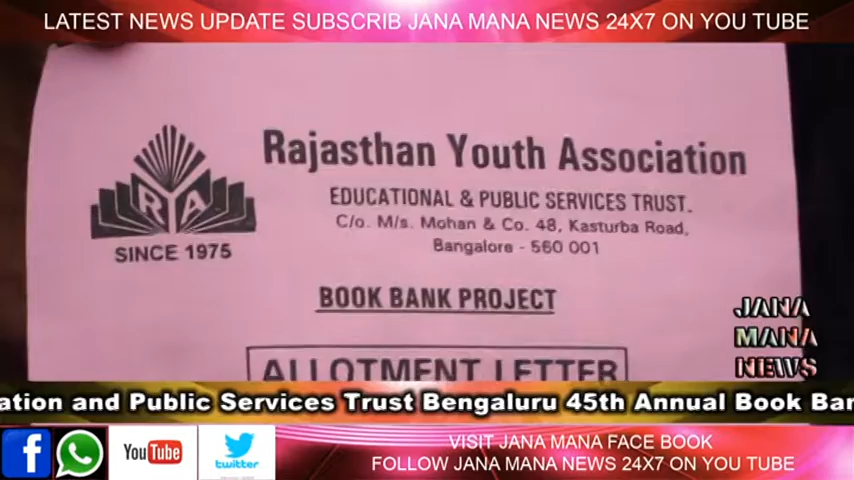 LATEST NEWS UPDATE SUBSCRIB JANA MANA NEWS 24X7 ON YOU TUBE
Rajasthan Youth Association
EDUCATIONAL & PUBLIC SERVICES TRUST.
C/o. M/s. Mohan & Co. 48, Kasturba Road,
Bangalore - 560 001
RYA
SINCE 1975
BOOK BANK PROJECT
ALLOTMENT LETTER
JANA
MANA
NEWS
ation and Public Services Trust Bengaluru 45th Annual Book Ban
f
You Tube
twitter
VISIT JANA MANA FACE BOOK
FOLLOW JANA MANA NEWS 24X7 ON YOU TUBE